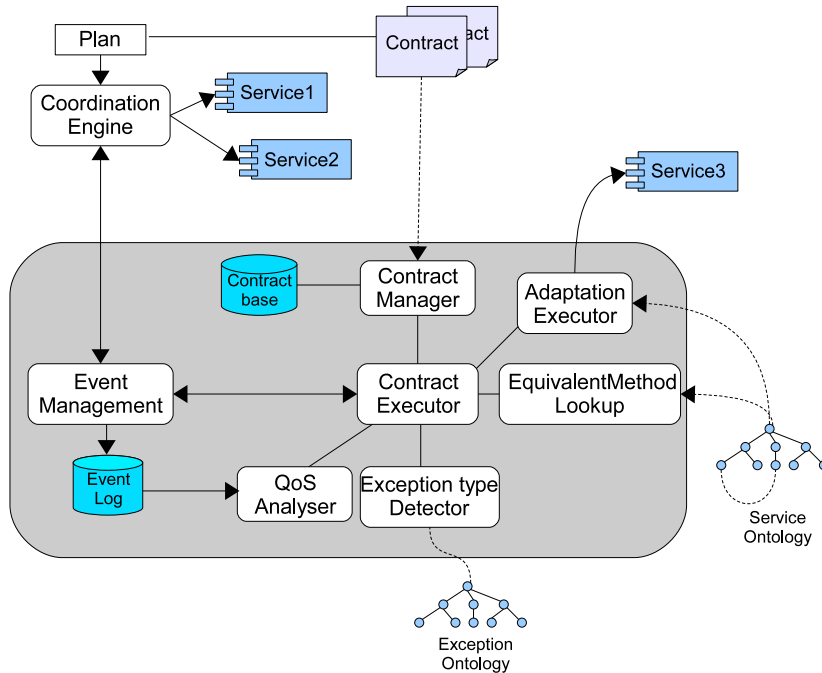 Plan
Contract
act
Coordination
Engine
Service1
Service2
Service3
Contract
base
Contract
Manager
Adaptation
Executor
Event
Management
Contract
Executor
EquivalentMethod
Lookup
Event
Log
QoS
Analyser
Exception type
Detector
Service
Ontology
Exception
Ontology